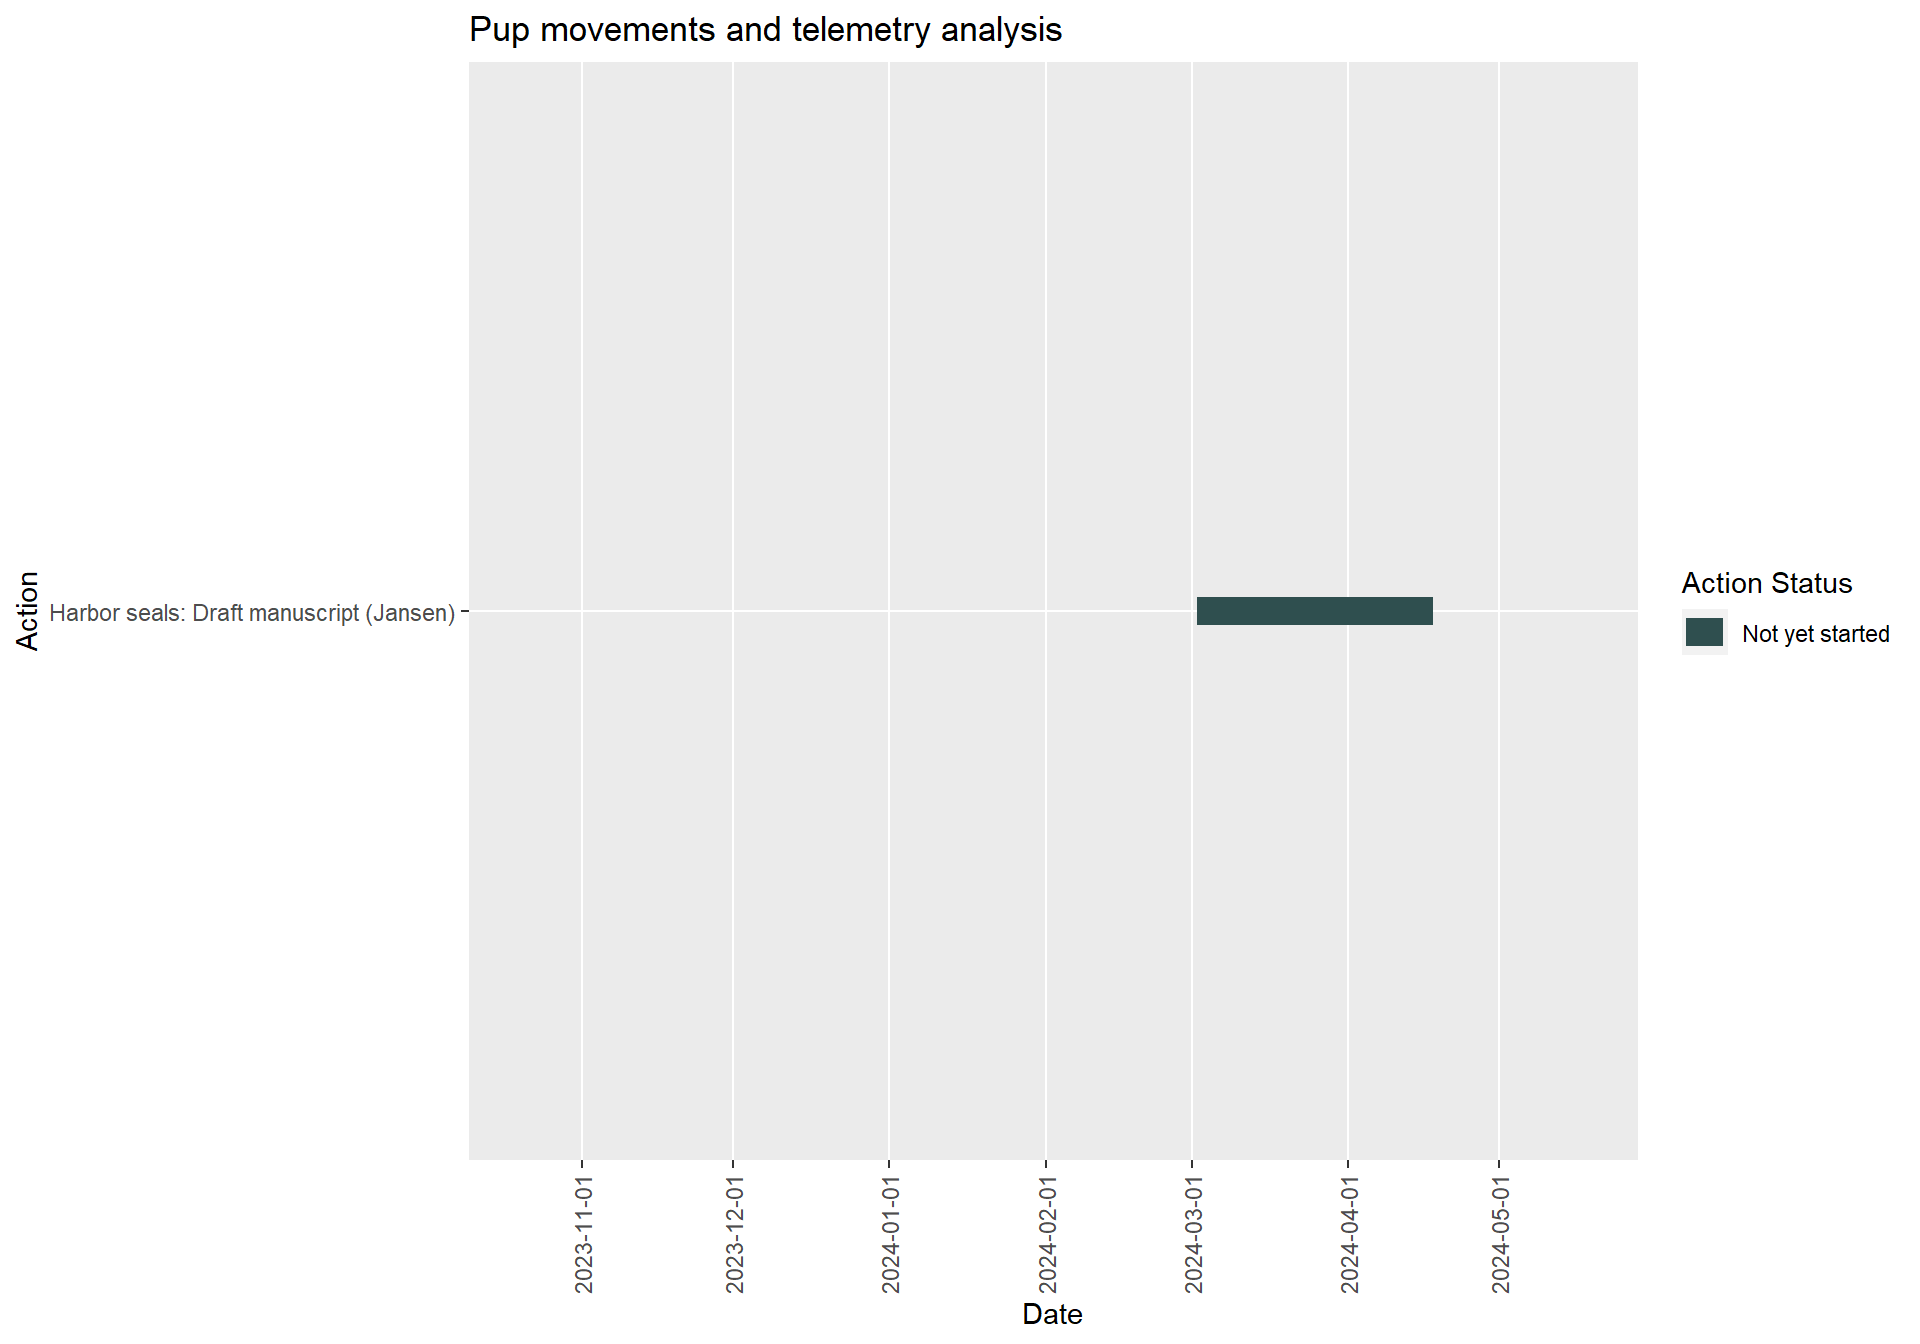 Pup movements and telemetry analysis
Action
Harbor seals: Draft manuscript (Jansen)
Action Status
Not yet started
2023-11-01
2023-12-01
2024-01-01
2024-02-01
2024-03-01
2024-04-01
2024-05-01
Date